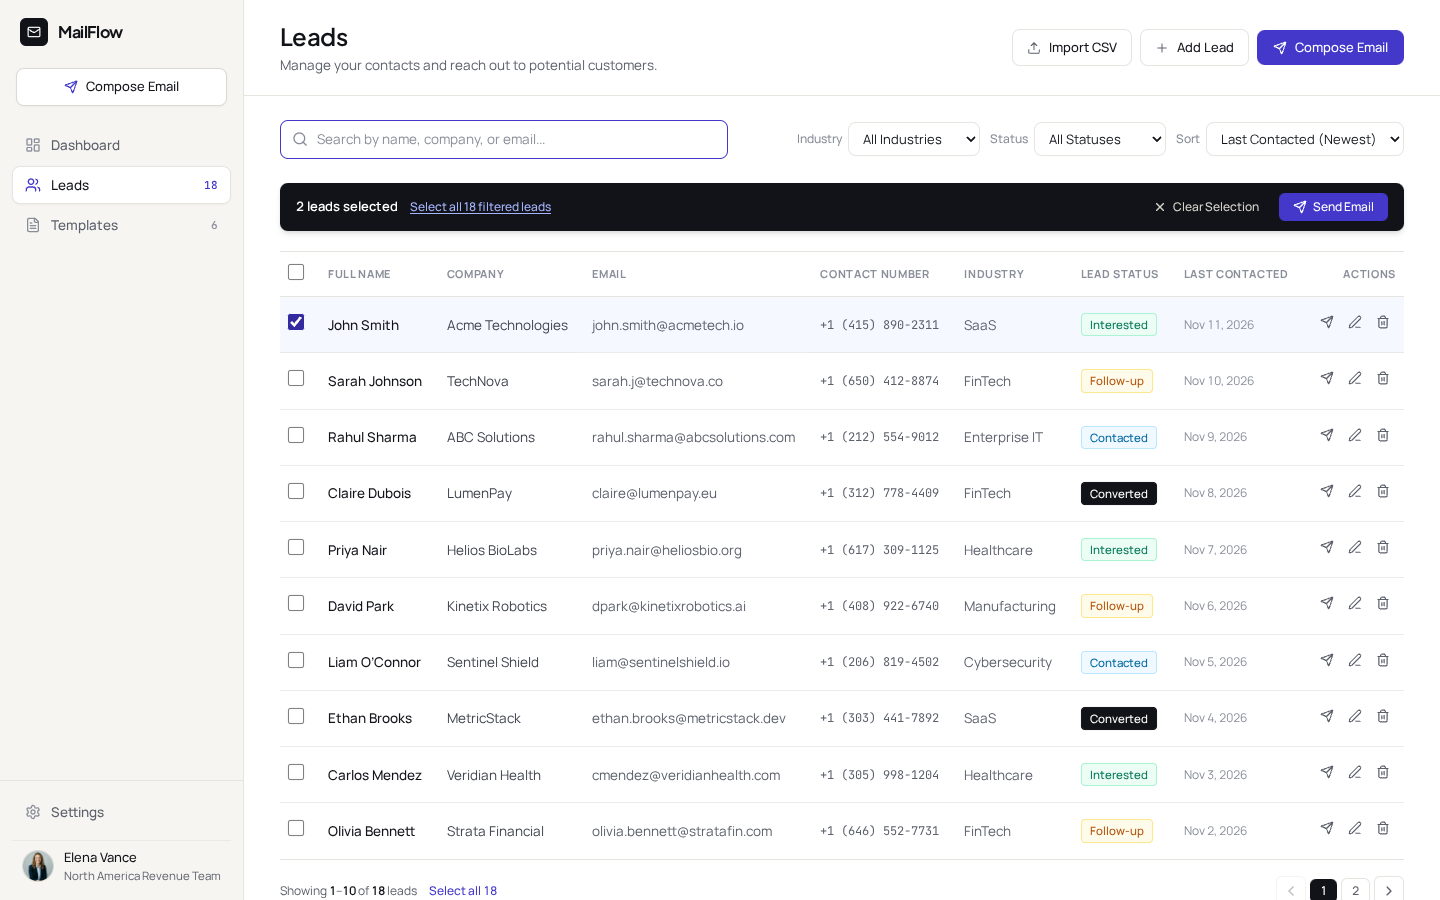 MailFlow
Compose Email
Dashboard
Leads 18
Templates 6
Settings
Elena Vance
North America Revenue Team
Leads
Manage your contacts and reach out to potential customers.
Import CSV
Add Lead
Compose Email
Search by name, company, or email...
Industry All Industries Status All Statuses Sort Last Contacted (Newest)
2 leads selected Select all 18 filtered leads Clear Selection Send Email
FULL NAME COMPANY EMAIL CONTACT NUMBER INDUSTRY LEAD STATUS LAST CONTACTED ACTIONS
John Smith Acme Technologies john.smith@acmetech.io +1 (415) 890-2311 SaaS Interested Nov 11, 2026
Sarah Johnson TechNova sarah.j@technova.co +1 (650) 412-8874 FinTech Follow-up Nov 10, 2026
Rahul Sharma ABC Solutions rahul.sharma@abcsolutions.com +1 (212) 554-9012 Enterprise IT Contacted Nov 9, 2026
Claire Dubois LumenPay claire@lumenpay.eu +1 (312) 778-4409 FinTech Converted Nov 8, 2026
Priya Nair Helios BioLabs priya.nair@heliosbio.org +1 (617) 309-1125 Healthcare Interested Nov 7, 2026
David Park Kinetix Robotics dpark@kinetixrobotics.ai +1 (408) 922-6740 Manufacturing Follow-up Nov 6, 2026
Liam O'Connor Sentinel Shield liam@sentinelshield.io +1 (206) 819-4502 Cybersecurity Contacted Nov 5, 2026
Ethan Brooks MetricStack ethan.brooks@metricstack.dev +1 (303) 441-7892 SaaS Converted Nov 4, 2026
Carlos Mendez Veridian Health cmendez@veridianhealth.com +1 (305) 998-1204 Healthcare Interested Nov 3, 2026
Olivia Bennett Strata Financial olivia.bennett@stratafin.com +1 (646) 552-7731 FinTech Follow-up Nov 2, 2026
Showing 1–10 of 18 leads Select all 18 1 2